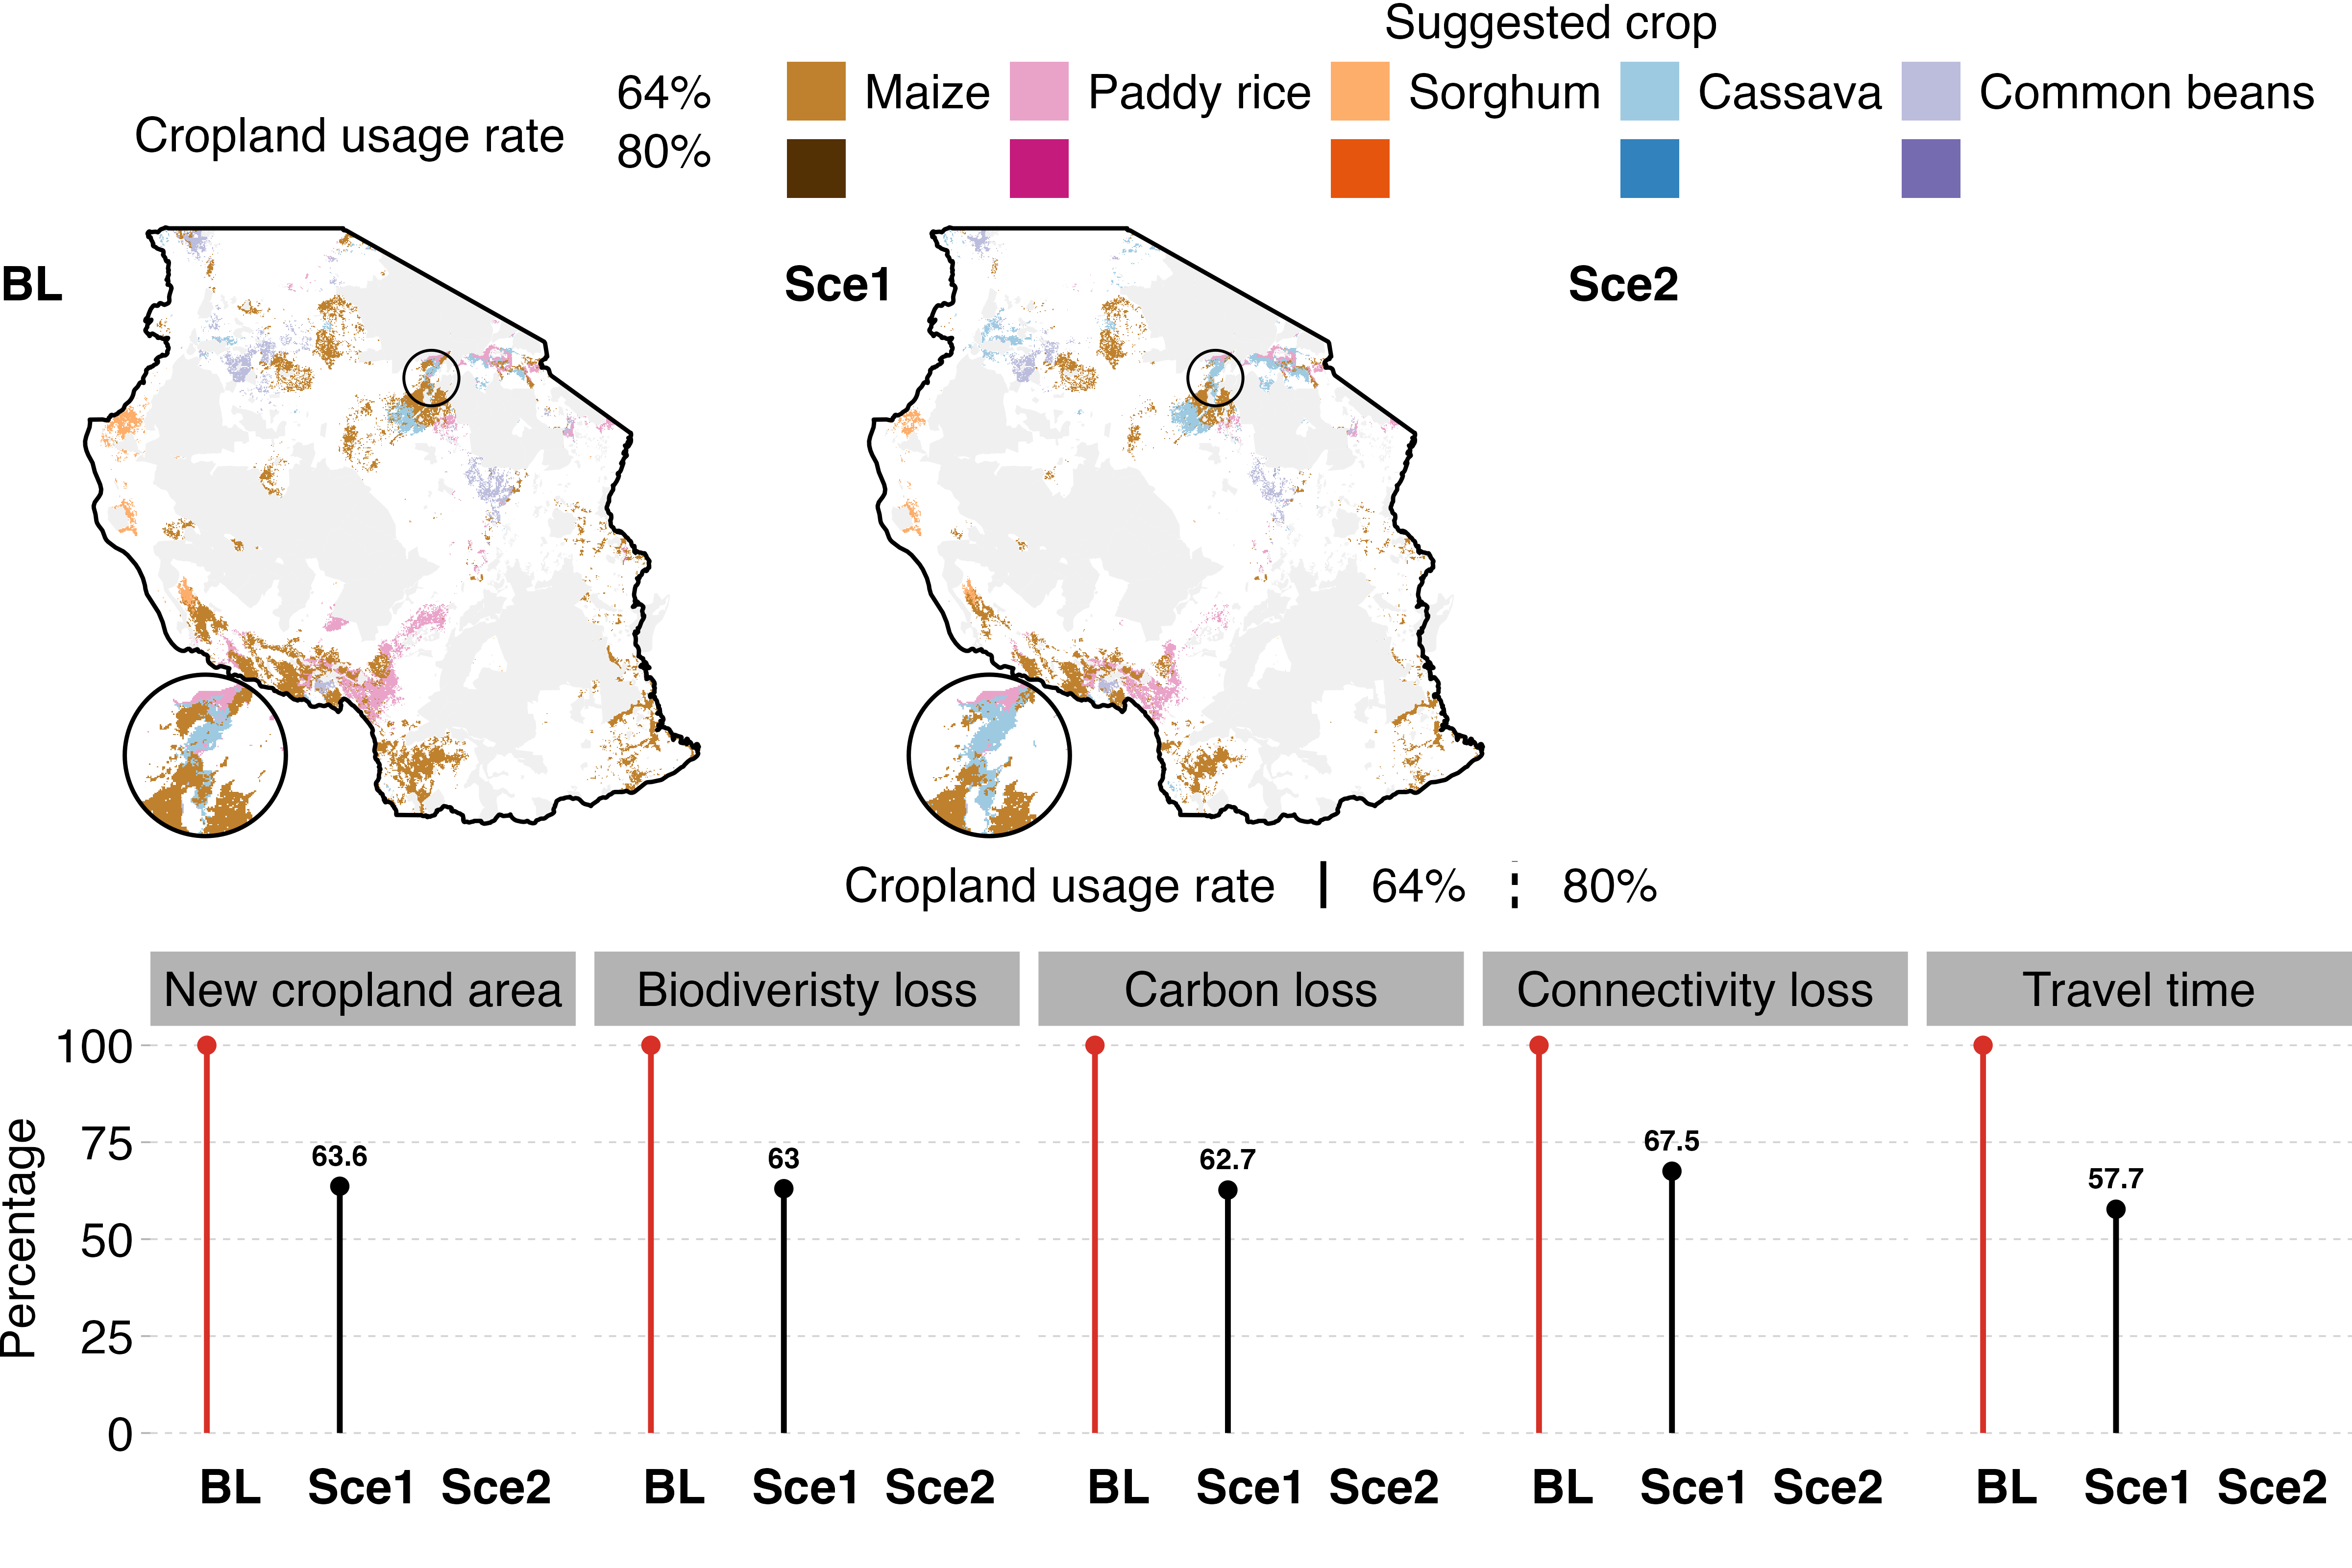 Suggested crop
Cropland usage rate
64%
80%
Maize
Paddy rice
Sorghum
Cassava
Common beans
BL
Sce1
Sce2
Cropland usage rate 64% 80%
New cropland area
Biodiveristy loss
Carbon loss
Connectivity loss
Travel time
Percentage
100
75
50
25
0
63.6
63
62.7
67.5
57.7
BL Sce1 Sce2
BL Sce1 Sce2
BL Sce1 Sce2
BL Sce1 Sce2
BL Sce1 Sce2